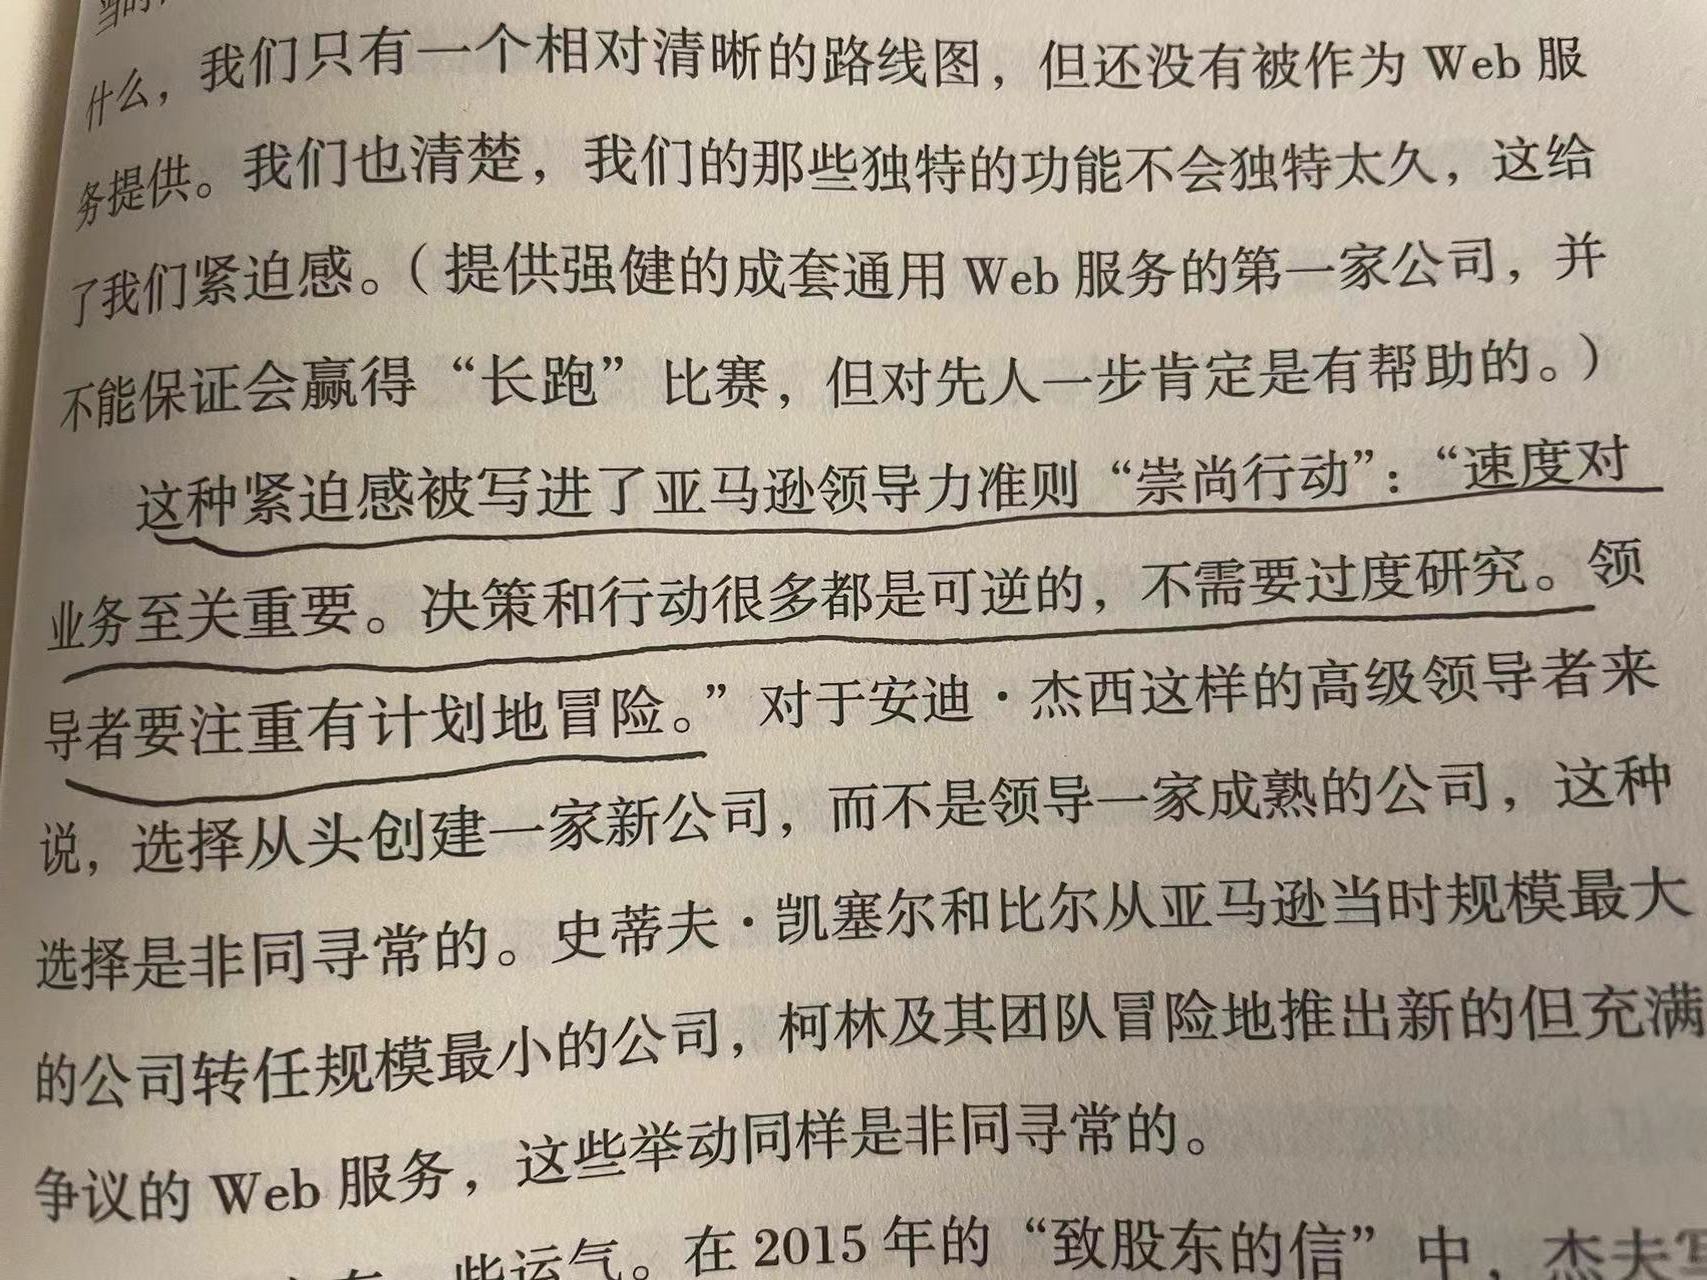 什么，我们只有一个相对清晰的路线图，但还没有被作为 Web 服
务提供。我们也清楚，我们的那些独特的功能不会独特太久，这给
了我们紧迫感。（提供强健的成套通用 Web 服务的第一家公司，并
不能保证会赢得“长跑”比赛，但对先人一步肯定是有帮助的。）
这种紧迫感被写进了亚马逊领导力准则“崇尚行动”：“速度对
业务至关重要。决策和行动很多都是可逆的，不需要过度研究。领
导者要注重有计划地冒险。”对于安迪·杰西这样的高级领导者来
说，选择从头创建一家新公司，而不是领导一家成熟的公司，这种
选择是非同寻常的。史蒂夫·凯塞尔和比尔从亚马逊当时规模最大
的公司转任规模最小的公司，柯林及其团队冒险地推出新的但充满
争议的 Web 服务，这些举动同样是非同寻常的。
些运气。在 2015 年的“致股东的信”中，杰夫写